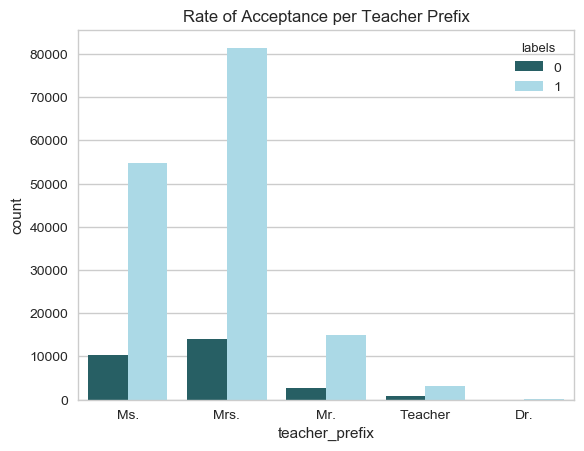 Rate of Acceptance per Teacher Prefix
labels
0
1
80000
70000
60000
50000
40000
30000
20000
10000
0
count
Ms. Mrs. Mr. Teacher Dr.
teacher_prefix